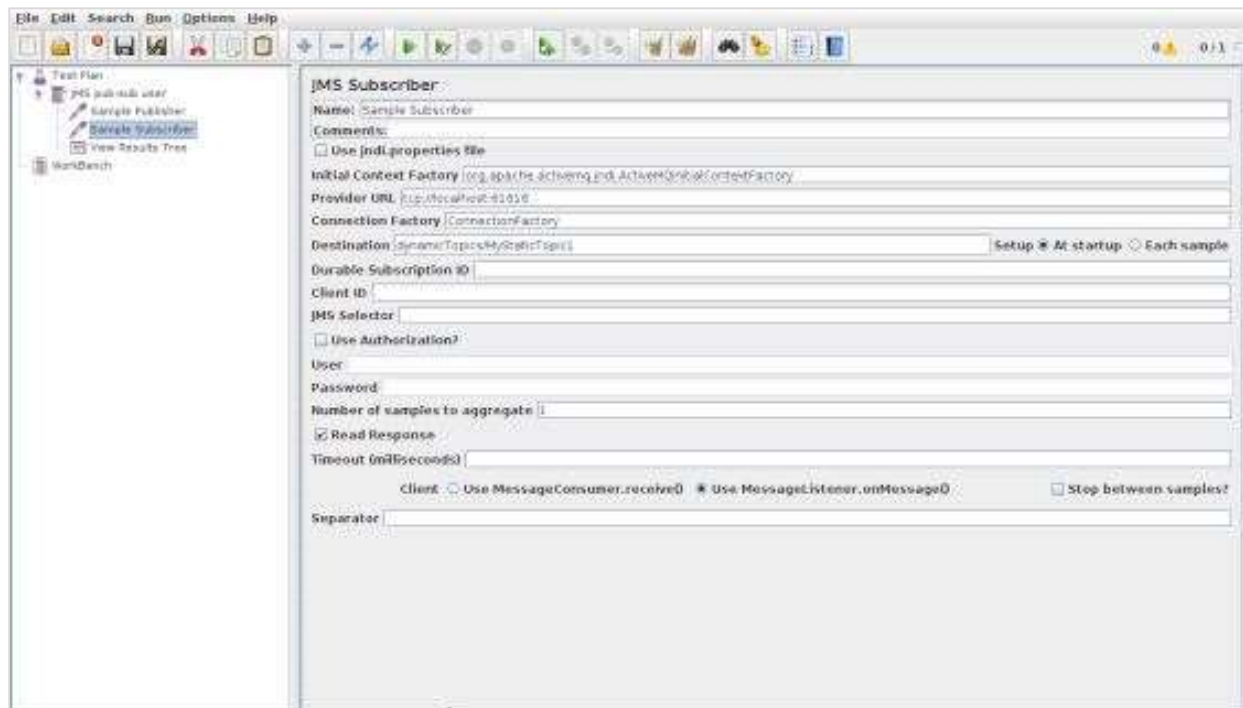 File Edit Search Run Options Help
0 0/1
Test Plan
JMS pub-sub user
Sample Publisher
Sample Subscriber
View Results Tree
WorkBench
JMS Subscriber
Name: Sample Subscriber
Comments:
Use jndi.properties file
Initial Context Factory org.apache.activemq.jndi.ActiveMQInitialContextFactory
Provider URL tcp://localhost:61616
Connection Factory ConnectionFactory
Destination dynamicTopics/MyStaticTopic1 Setup At startup Each sample
Durable Subscription ID
Client ID
JMS Selector
Use Authorization?
User
Password
Number of samples to aggregate 1
Read Response
Timeout (milliseconds)
Client Use MessageConsumer.receive() Use MessageListener.onMessage() Stop between samples?
Separator